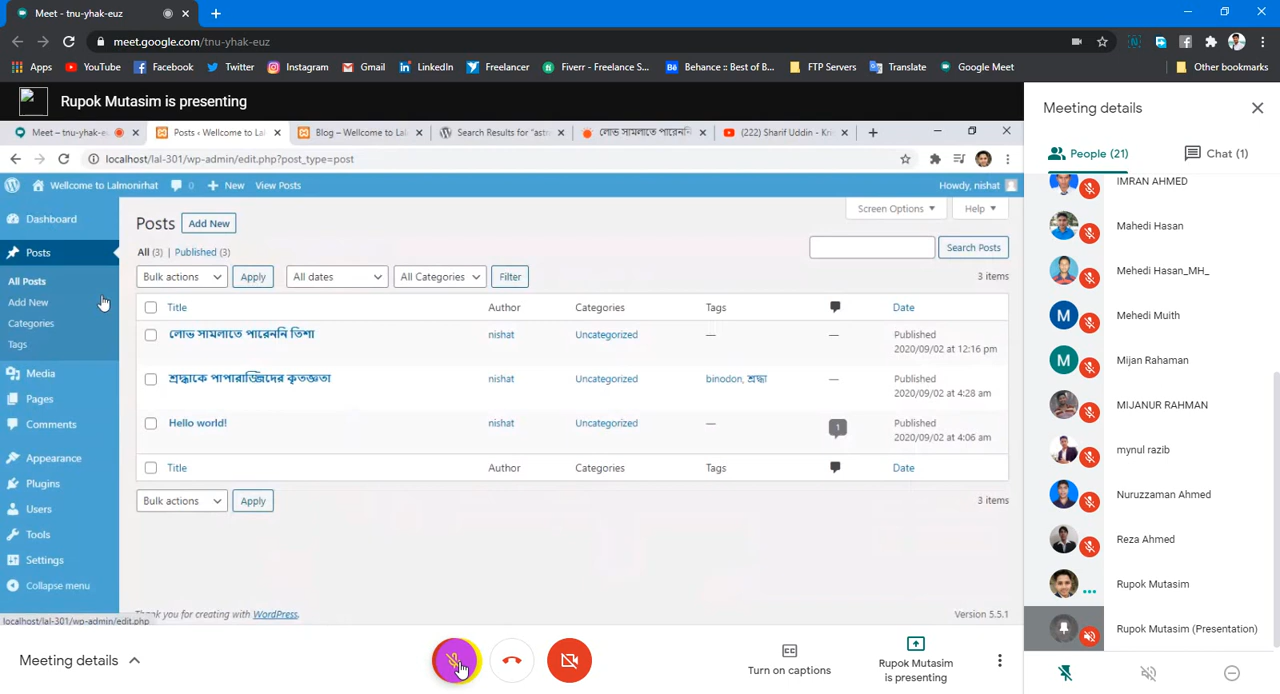 Meet - tnu-yhak-euz
meet.google.com/tnu-yhak-euz
Apps YouTube Facebook Twitter Instagram Gmail LinkedIn Freelancer Fiverr - Freelance S... Behance :: Best of B... FTP Servers Translate Google Meet Other bookmarks
Rupok Mutasim is presenting
Meet – tnu-yhak-eu Posts ‹ Wellcome to Lal Blog – Wellcome to Lal Search Results for "astr লোভ সামলাতে পারেননি (222) Sharif Uddin - Kri
localhost/lal-301/wp-admin/edit.php?post_type=post
Wellcome to Lalmonirhat 0 New View Posts Howdy, nishat
Dashboard
Posts
All Posts
Add New
Categories
Tags
Media
Pages
Comments
Appearance
Plugins
Users
Tools
Settings
Collapse menu
localhost/lal-301/wp-admin/edit.php
Posts Add New Screen Options Help
All (3) | Published (3) Search Posts
Bulk actions Apply All dates All Categories Filter 3 items
Title Author Categories Tags Date
লোভ সামলাতে পারেননি তিশা nishat Uncategorized — — Published
2020/09/02 at 12:16 pm
শ্রদ্ধাকে পাপারাজ্জিদের কৃতজ্ঞতা nishat Uncategorized binodon, শ্রদ্ধা — Published
2020/09/02 at 4:28 am
Hello world! nishat Uncategorized — 1 Published
2020/09/02 at 4:06 am
Title Author Categories Tags Date
Bulk actions Apply 3 items
Thank you for creating with WordPress. Version 5.5.1
Meeting details
People (21) Chat (1)
IMRAN AHMED
Mahedi Hasan
Mehedi Hasan_MH_
M Mehedi Muith
M Mijan Rahaman
MIJANUR RAHMAN
mynul razib
Nuruzzaman Ahmed
Reza Ahmed
Rupok Mutasim
Rupok Mutasim (Presentation)
Meeting details
Turn on captions
Rupok Mutasim
is presenting